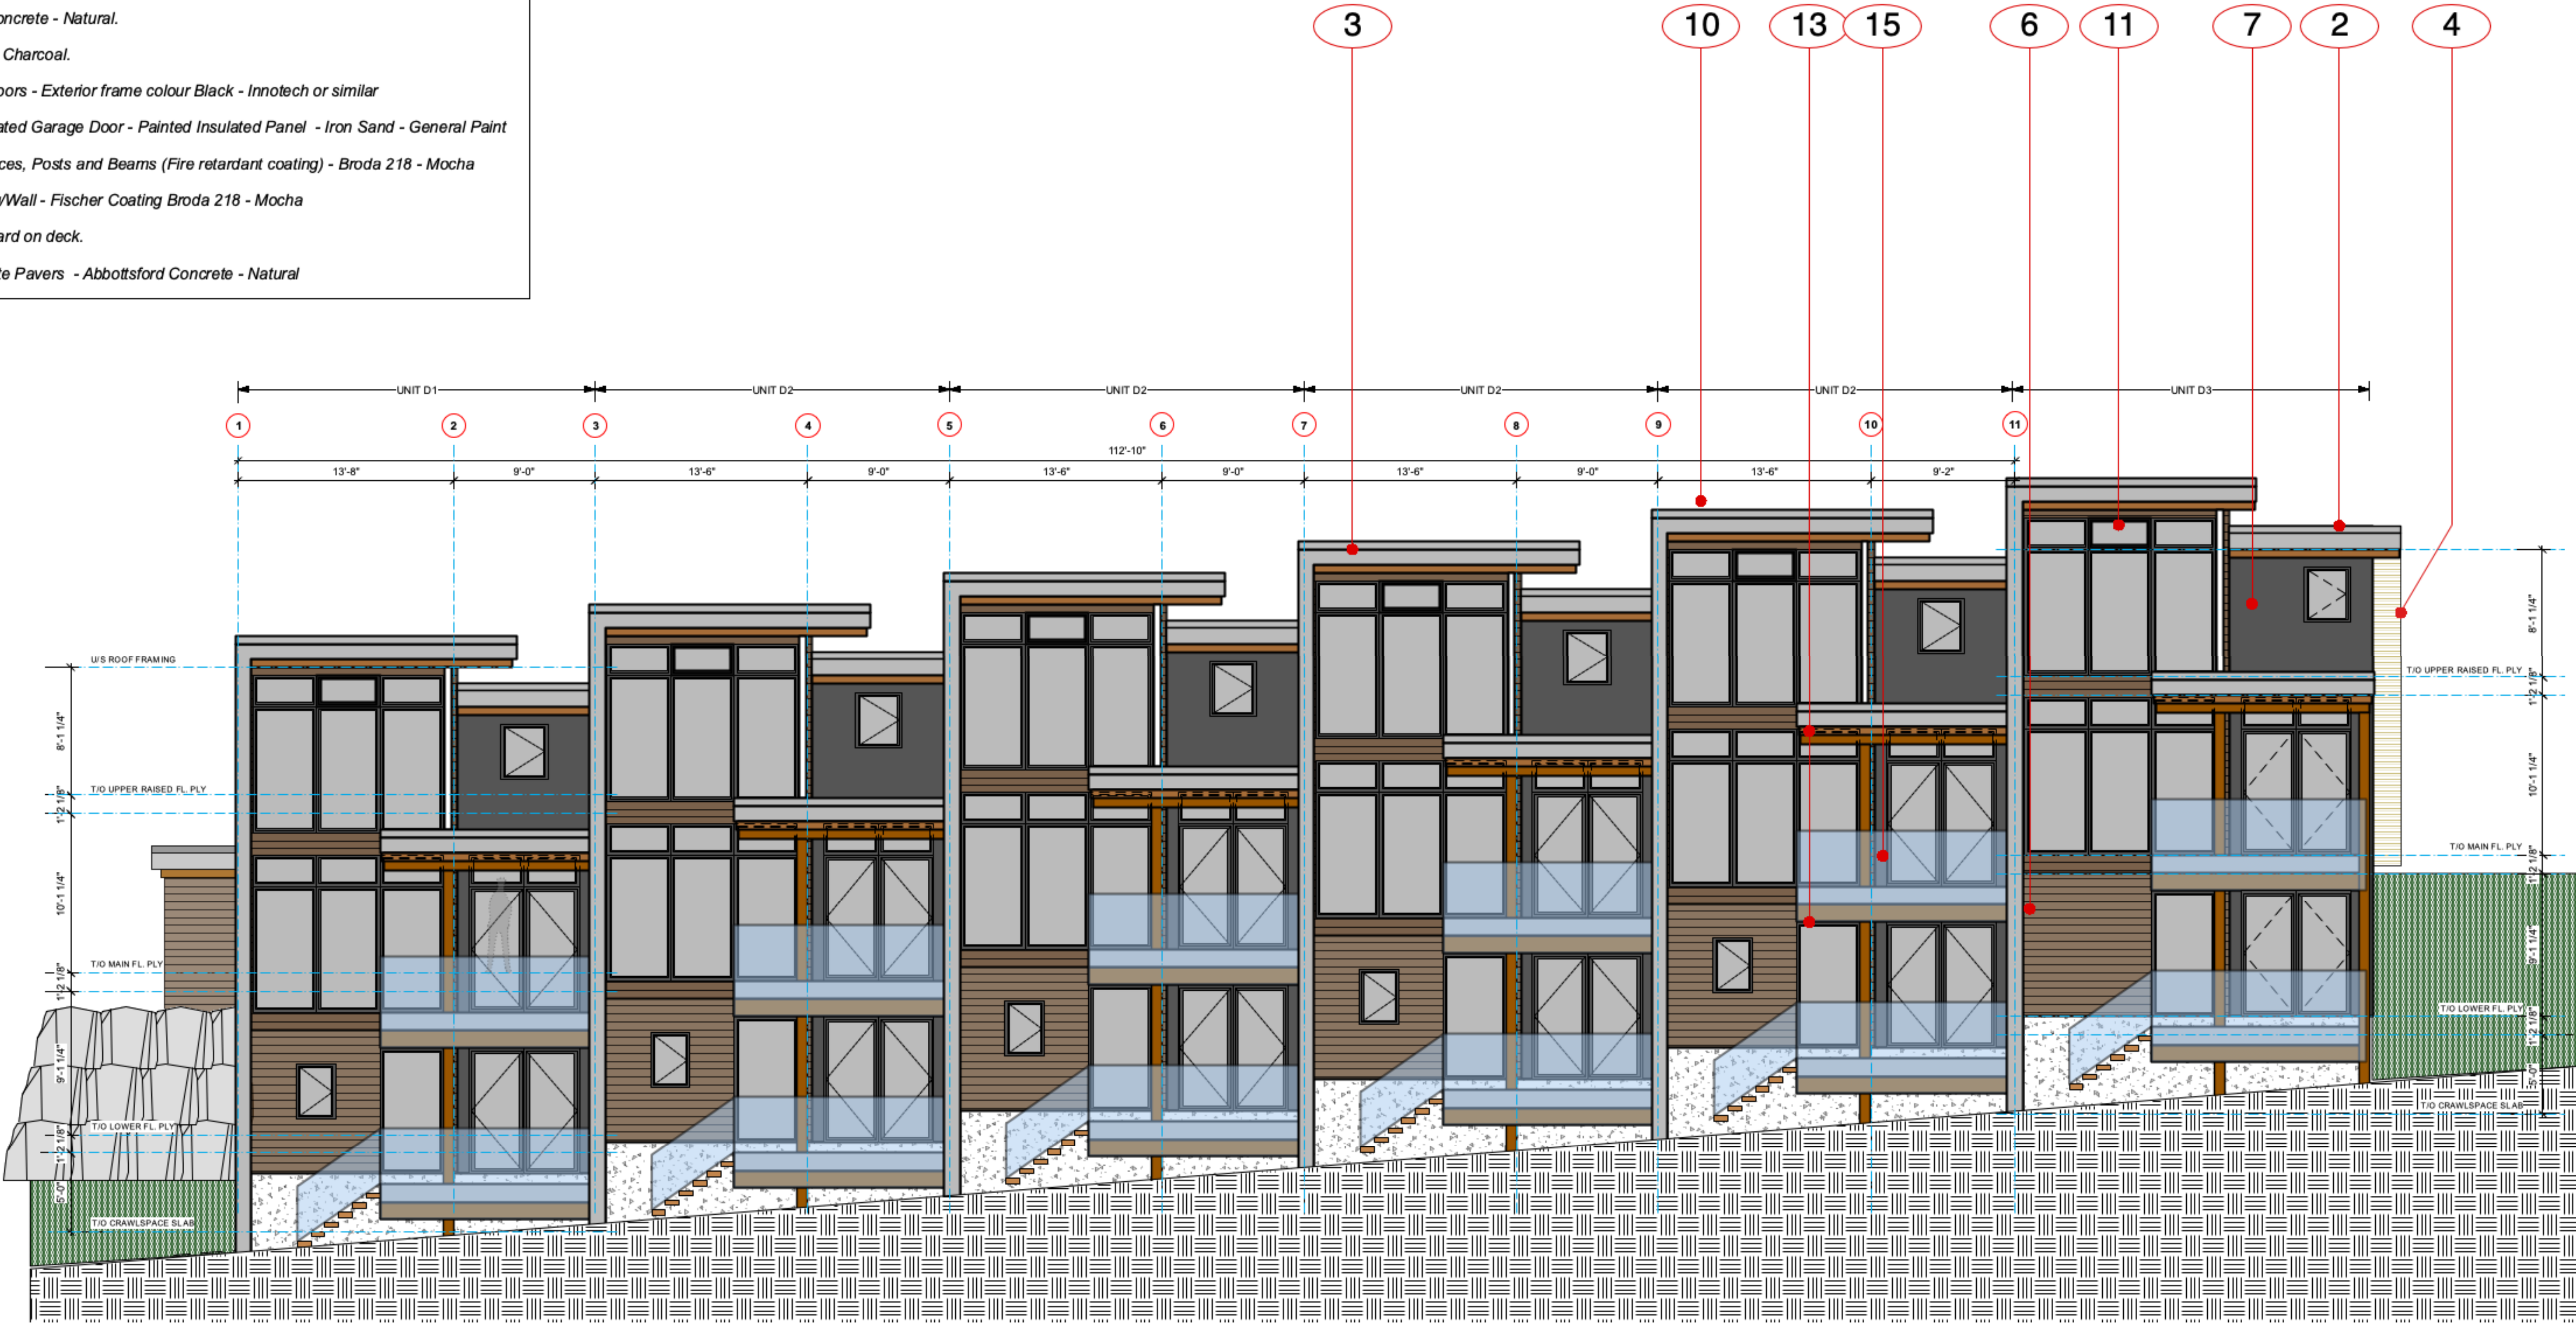 oncrete - Natural.
Charcoal.
oors - Exterior frame colour Black - Innotech or similar
ated Garage Door - Painted Insulated Panel - Iron Sand - General Paint
ces, Posts and Beams (Fire retardant coating) - Broda 218 - Mocha
/Wall - Fischer Coating Broda 218 - Mocha
ard on deck.
te Pavers - Abbottsford Concrete - Natural
3 10 13 15 6 11 7 2 4
UNIT D1 UNIT D2 UNIT D2 UNIT D2 UNIT D2 UNIT D3
1 2 3 4 5 6 7 8 9 10 11
112'-10"
13'-8" 9'-0" 13'-6" 9'-0" 13'-6" 9'-0" 13'-6" 9'-0" 13'-6" 9'-2"
U/S ROOF FRAMING
8'-1 1/4"
T/O UPPER RAISED FL. PLY
1'-2 1/8"
10'-1 1/4"
T/O MAIN FL. PLY
1'-2 1/8"
9'-1 1/4"
T/O LOWER FL. PLY
1'-2 1/8"
5'-0"
T/O CRAWLSPACE SLAB
8'-1 1/4"
T/O UPPER RAISED FL. PLY
1'-2 1/8"
10'-1 1/4"
T/O MAIN FL. PLY
1'-2 1/8"
9'-1 1/4"
T/O LOWER FL. PLY
1'-2 1/8"
5'-0"
T/O CRAWLSPACE SLAB